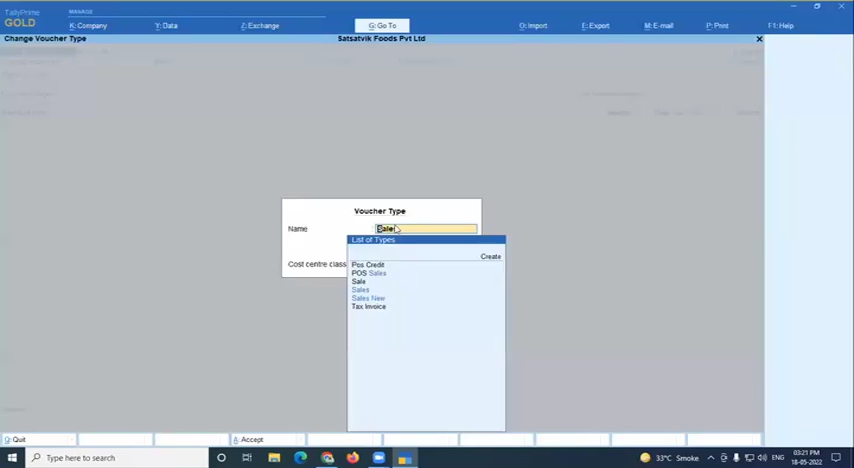 TallyPrime
GOLD
MANAGE
K: Company
Y: Data
Z: Exchange
G: Go To
O: Import
E: Export
M: E-mail
P: Print
F1: Help
Change Voucher Type
Satsatvik Foods Pvt Ltd
Voucher Type
Name
Sales
List of Types
Create
Cost centre class
Pos Credit
POS Sales
Sale
Sales
Sales New
Tax Invoice
Q: Quit
A: Accept
Type here to search
33°C Smoke
ENG
03:21 PM
18-05-2022